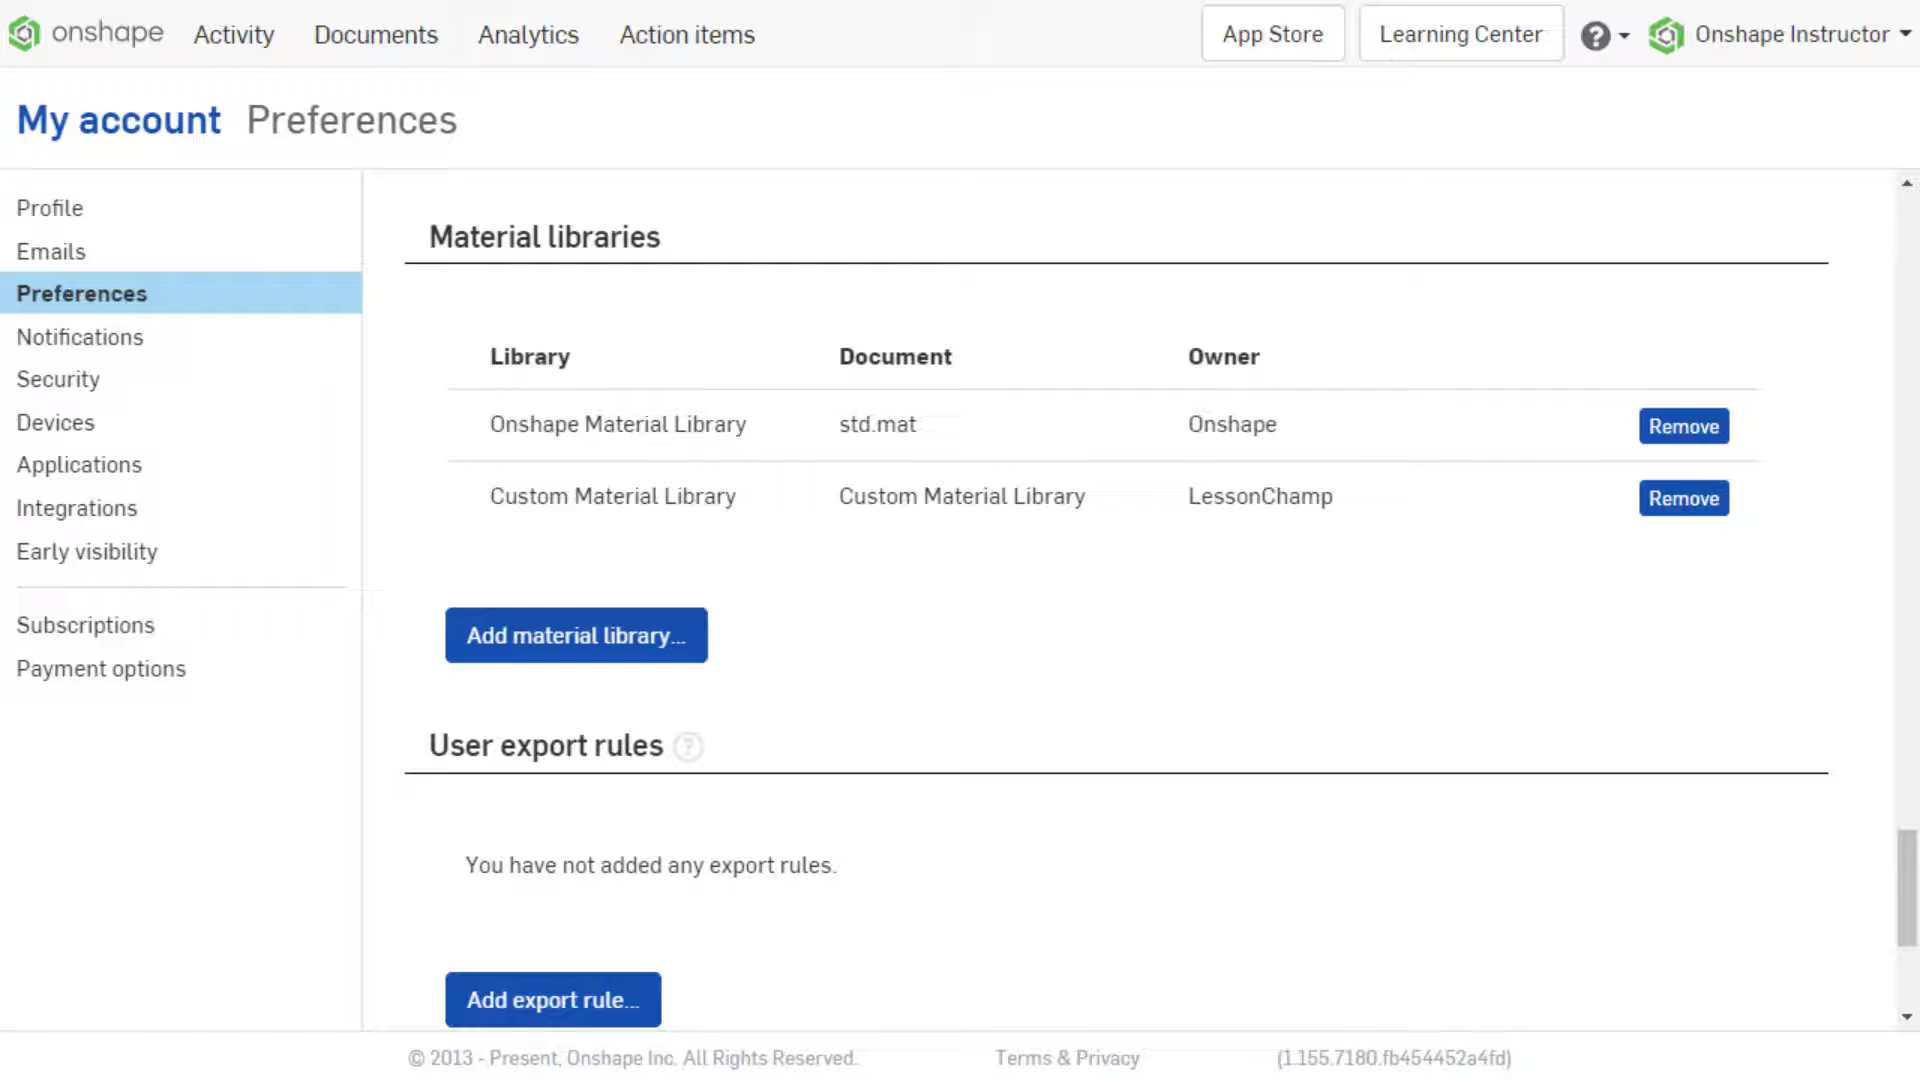 onshape Activity Documents Analytics Action items App Store Learning Center ? Onshape Instructor
My account Preferences
Profile
Emails
Preferences
Notifications
Security
Devices
Applications
Integrations
Early visibility
Subscriptions
Payment options
Material libraries
Library Document Owner
Onshape Material Library std.mat Onshape Remove
Custom Material Library Custom Material Library LessonChamp Remove
Add material library...
User export rules ?
You have not added any export rules.
Add export rule...
© 2013 - Present, Onshape Inc. All Rights Reserved. Terms & Privacy (1.155.7180.fb454452a4fd)